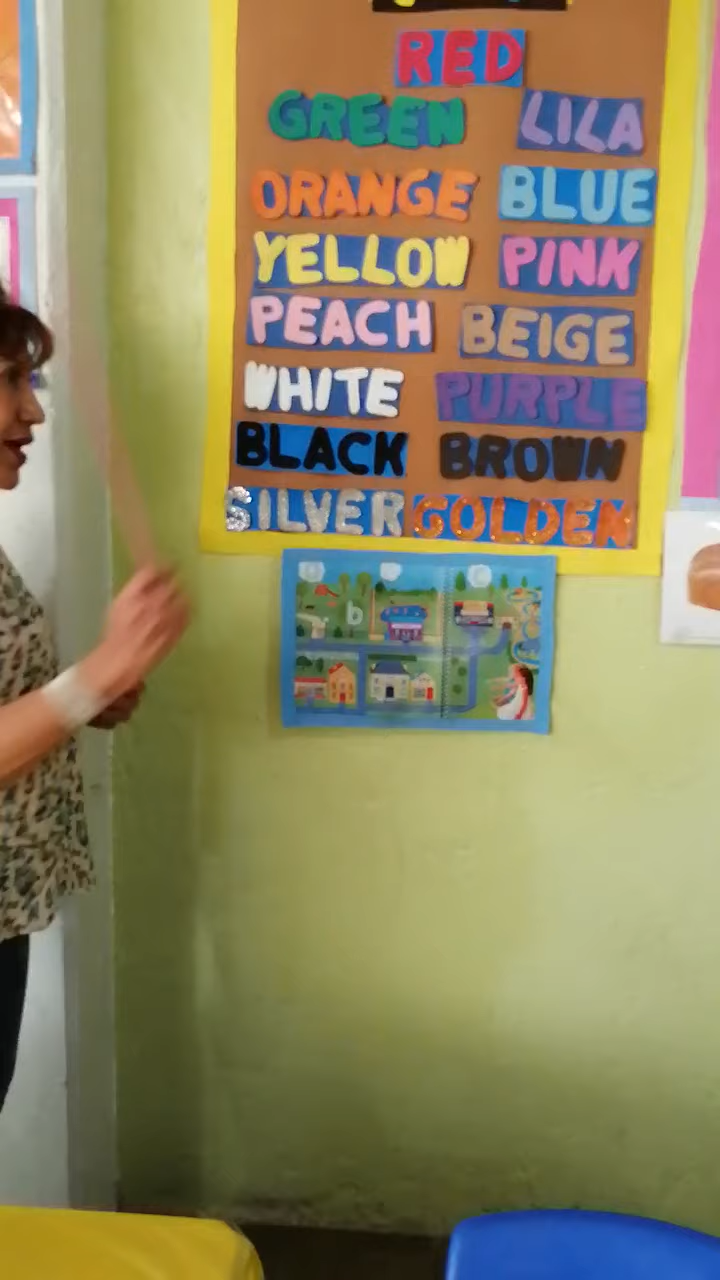 RED
GREEN LILA
ORANGE BLUE
YELLOW PINK
PEACH BEIGE
WHITE PURPLE
BLACK BROWN
SILVER GOLDEN
b